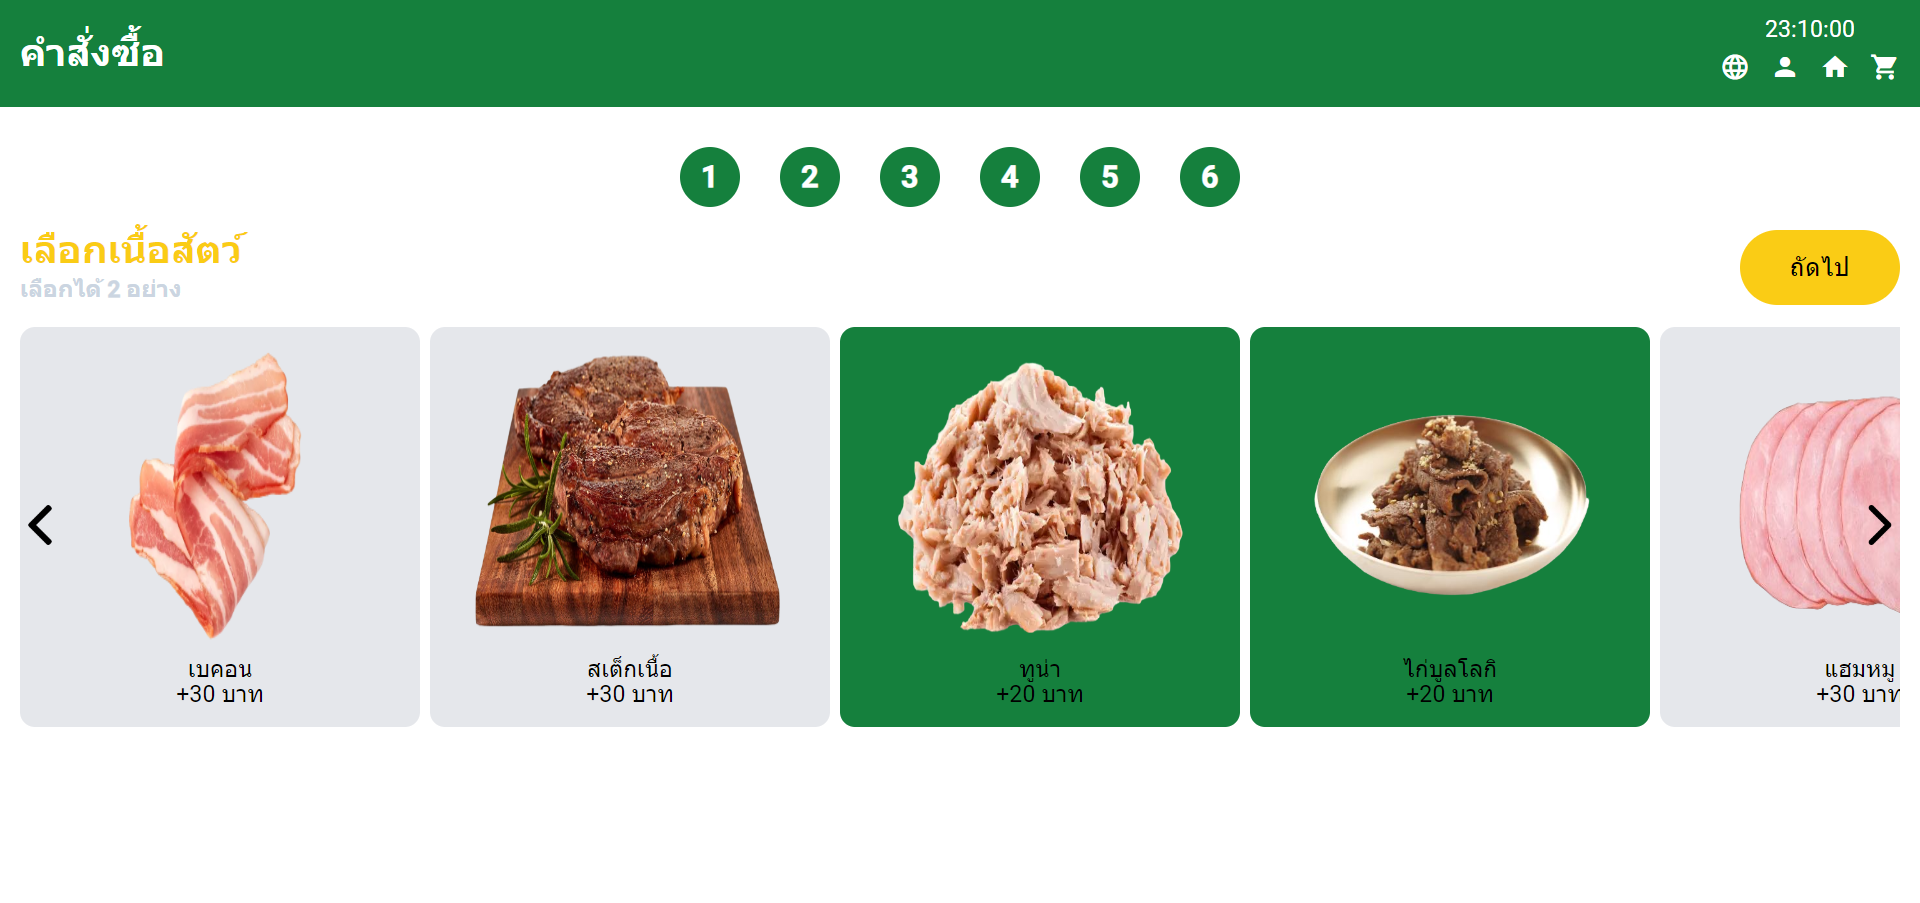 คำสั่งซื้อ
23:10:00
1 2 3 4 5 6
เลือกเนื้อสัตว์
เลือกได้ 2 อย่าง
ถัดไป
เบคอน
+30 บาท
สเต็กเนื้อ
+30 บาท
ทูน่า
+20 บาท
ไก่บูลโลกิ
+20 บาท
แฮมหมู
+30 บาท